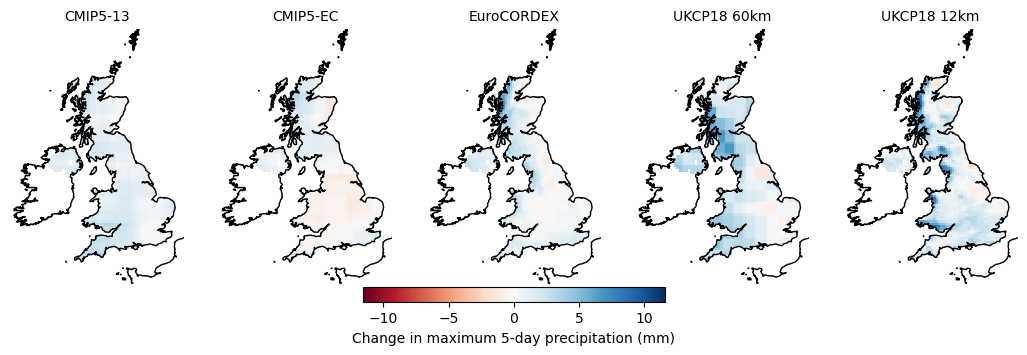 CMIP5-13
CMIP5-EC
EuroCORDEX
UKCP18 60km
UKCP18 12km
−10
−5
0
5
10
Change in maximum 5-day precipitation (mm)